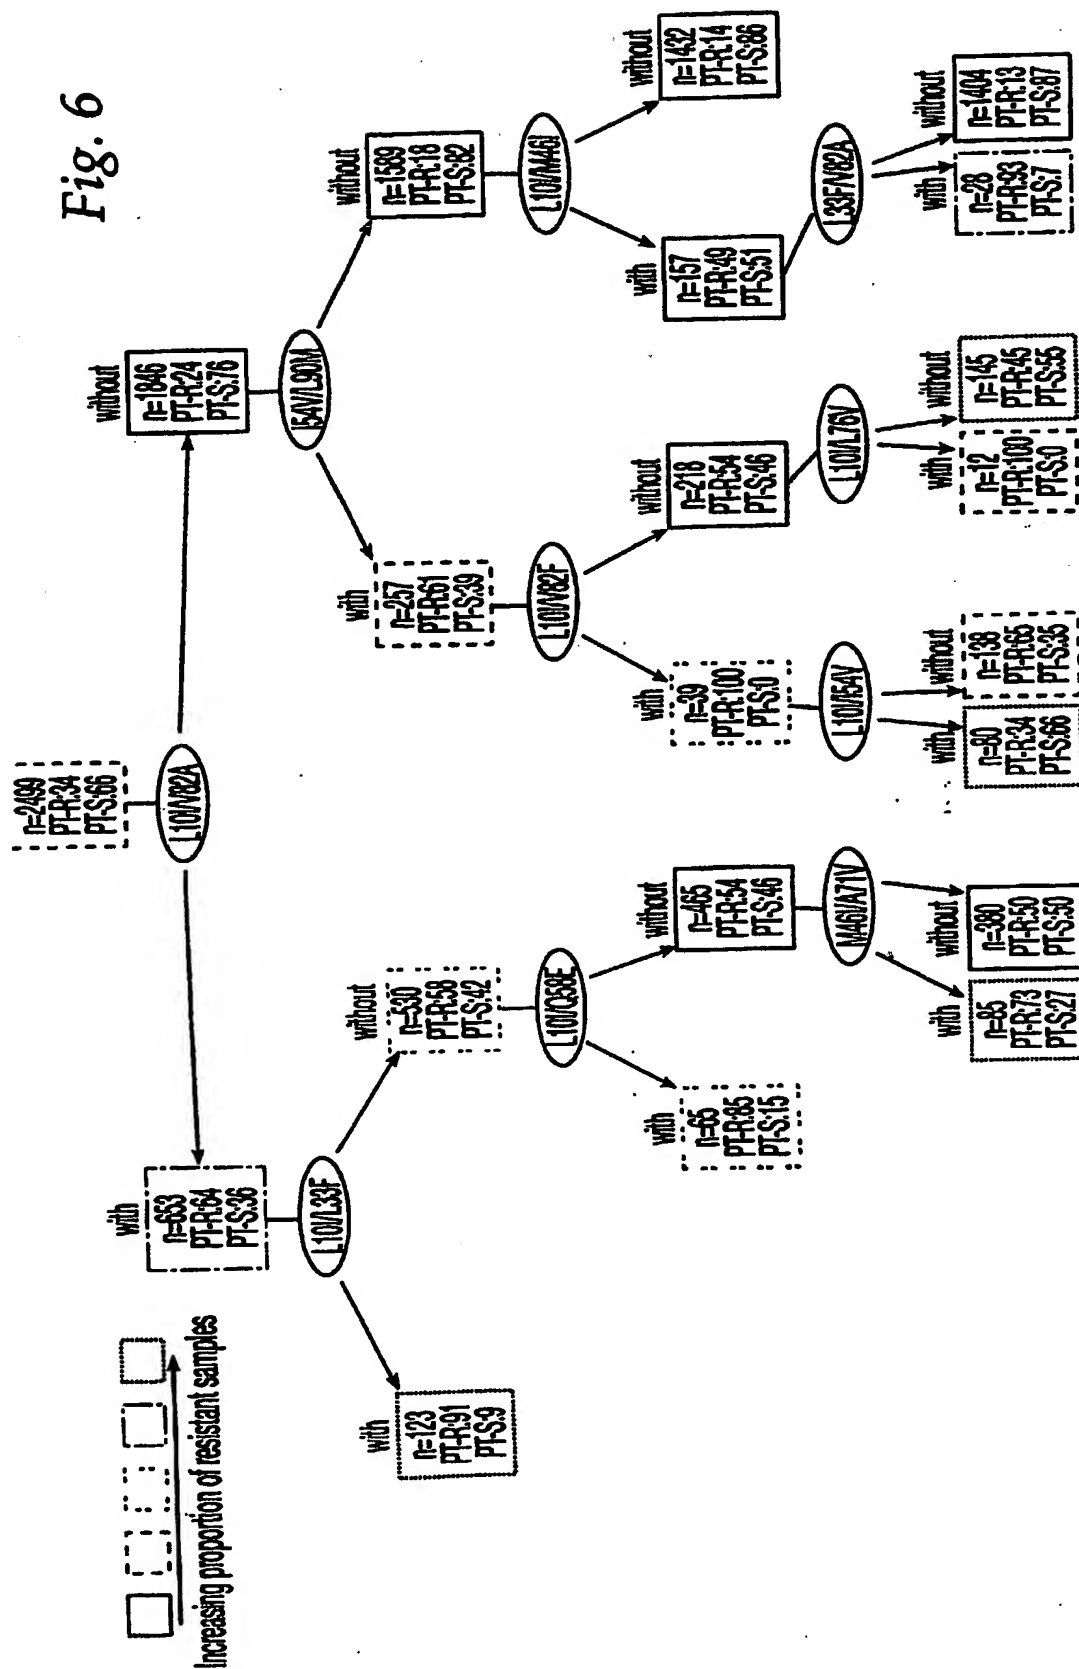 Fig. 6
Increasing proportion of resistant samples
n=2499
PT-R:34
PT-S:66
L10I/V82A
with
n=653
PT-R:64
PT-S:36
without
n=1846
PT-R:24
PT-S:76
L10I/L33F
I54V/L90M
with
n=123
PT-R:91
PT-S:9
without
n=530
PT-R:58
PT-S:42
with
n=257
PT-R:61
PT-S:39
without
n=1589
PT-R:18
PT-S:82
L10I/Q58E
L10I/V82F
L10I/M46I
with
n=65
PT-R:85
PT-S:15
without
n=465
PT-R:54
PT-S:46
with
n=39
PT-R:100
PT-S:0
without
n=218
PT-R:54
PT-S:46
with
n=157
PT-R:49
PT-S:51
without
n=1432
PT-R:14
PT-S:86
M46I/A71V
L10I/I54V
L10I/L76V
L33F/V82A
with
n=85
PT-R:73
PT-S:27
without
n=380
PT-R:50
PT-S:50
with
n=80
PT-R:34
PT-S:66
without
n=138
PT-R:65
PT-S:35
with
n=12
PT-R:100
PT-S:0
without
n=145
PT-R:45
PT-S:55
with
n=28
PT-R:93
PT-S:7
without
n=1404
PT-R:13
PT-S:87